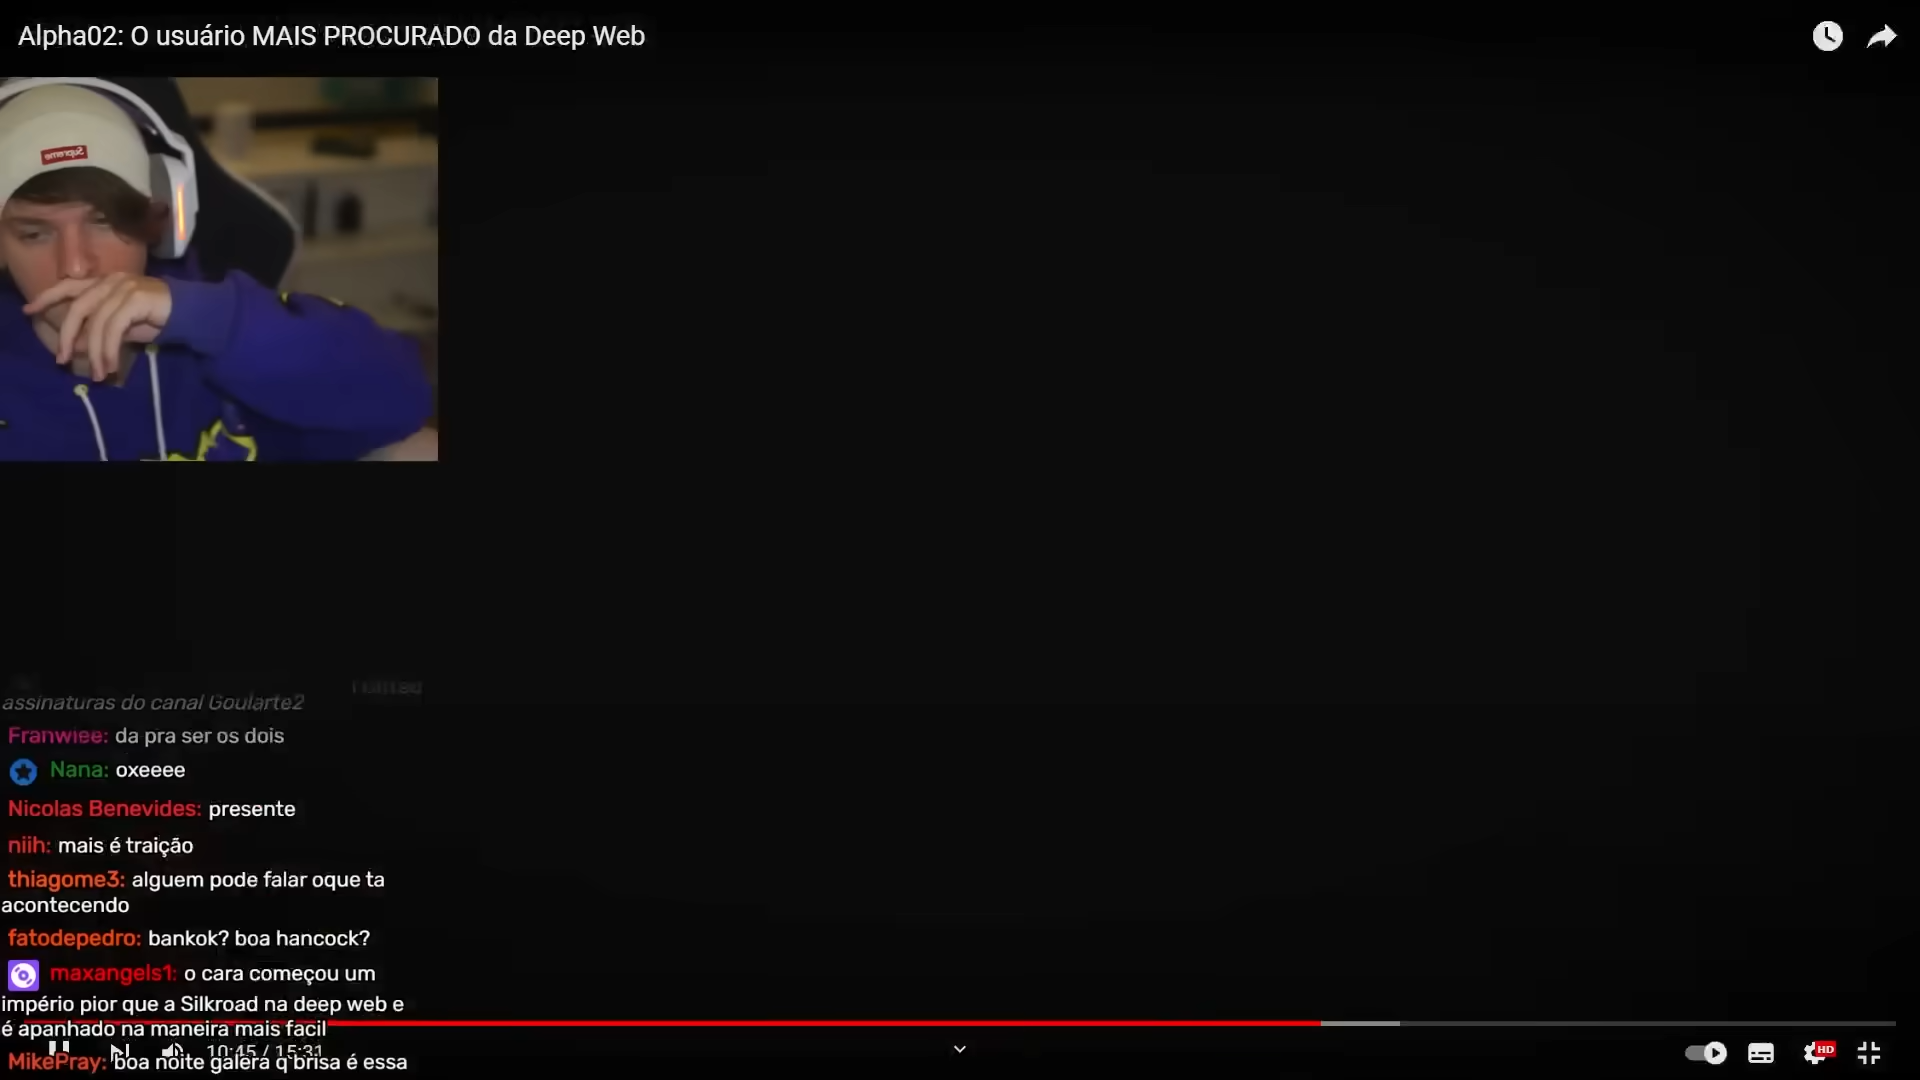 Alpha02: O usuário MAIS PROCURADO da Deep Web
Supreme
assinaturas do canal Goularte2
Franwiee: da pra ser os dois
Nana: oxeeee
Nicolas Benevides: presente
niih: mais é traição
thiagome3: alguem pode falar oque ta
acontecendo
fatodepedro: bankok? boa hancock?
maxangels1: o cara começou um
império pior que a Silkroad na deep web e
é apanhado na maneira mais facil
10:45 / 15:31
HD
MikePray: boa noite galera q brisa é essa